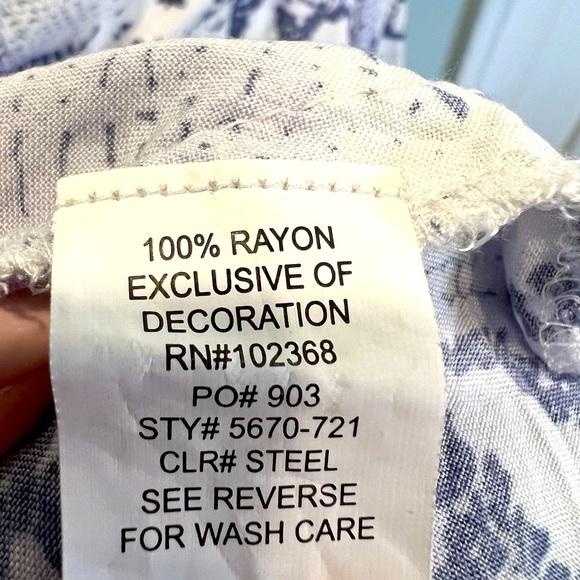 100% RAYON
EXCLUSIVE OF
DECORATION
RN#102368
PO# 903
STY# 5670-721
CLR# STEEL
SEE REVERSE
FOR WASH CARE